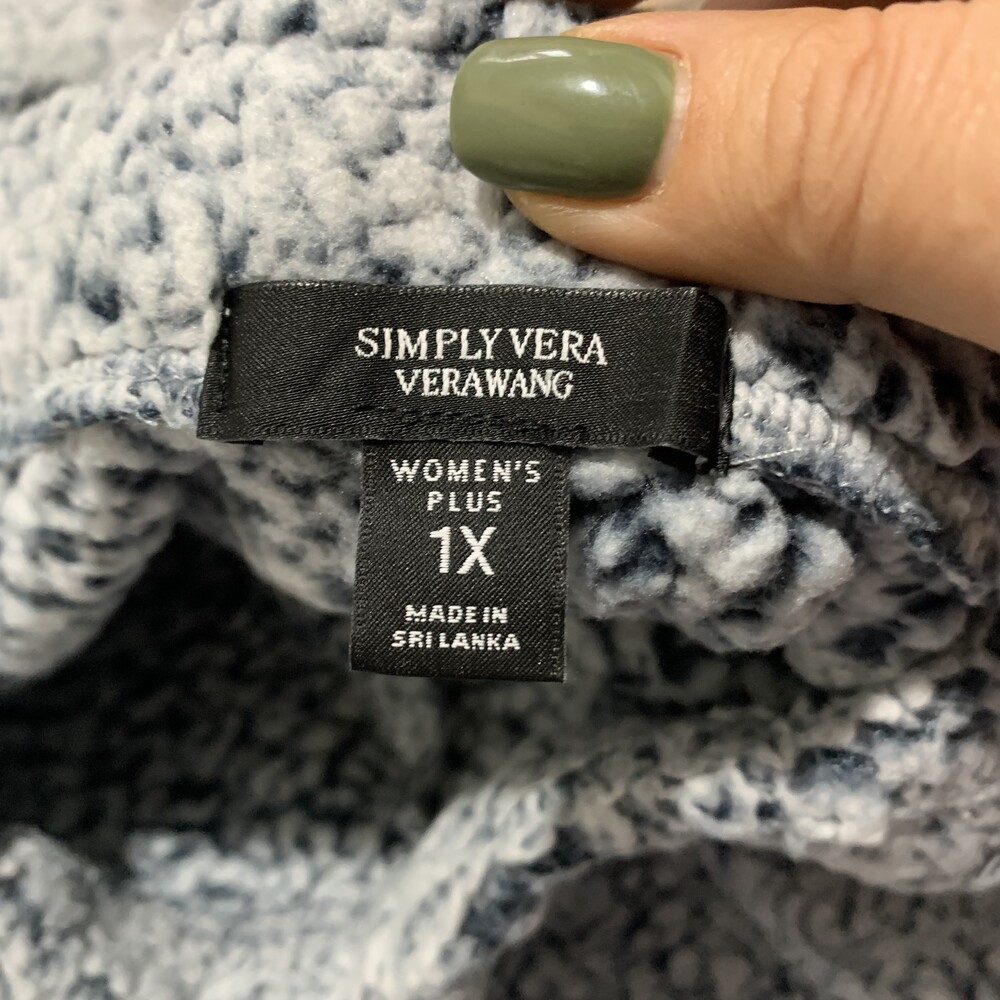 SIMPLY VERA
VERAWANG
WOMEN'S
PLUS
1X
MADE IN
SRI LANKA